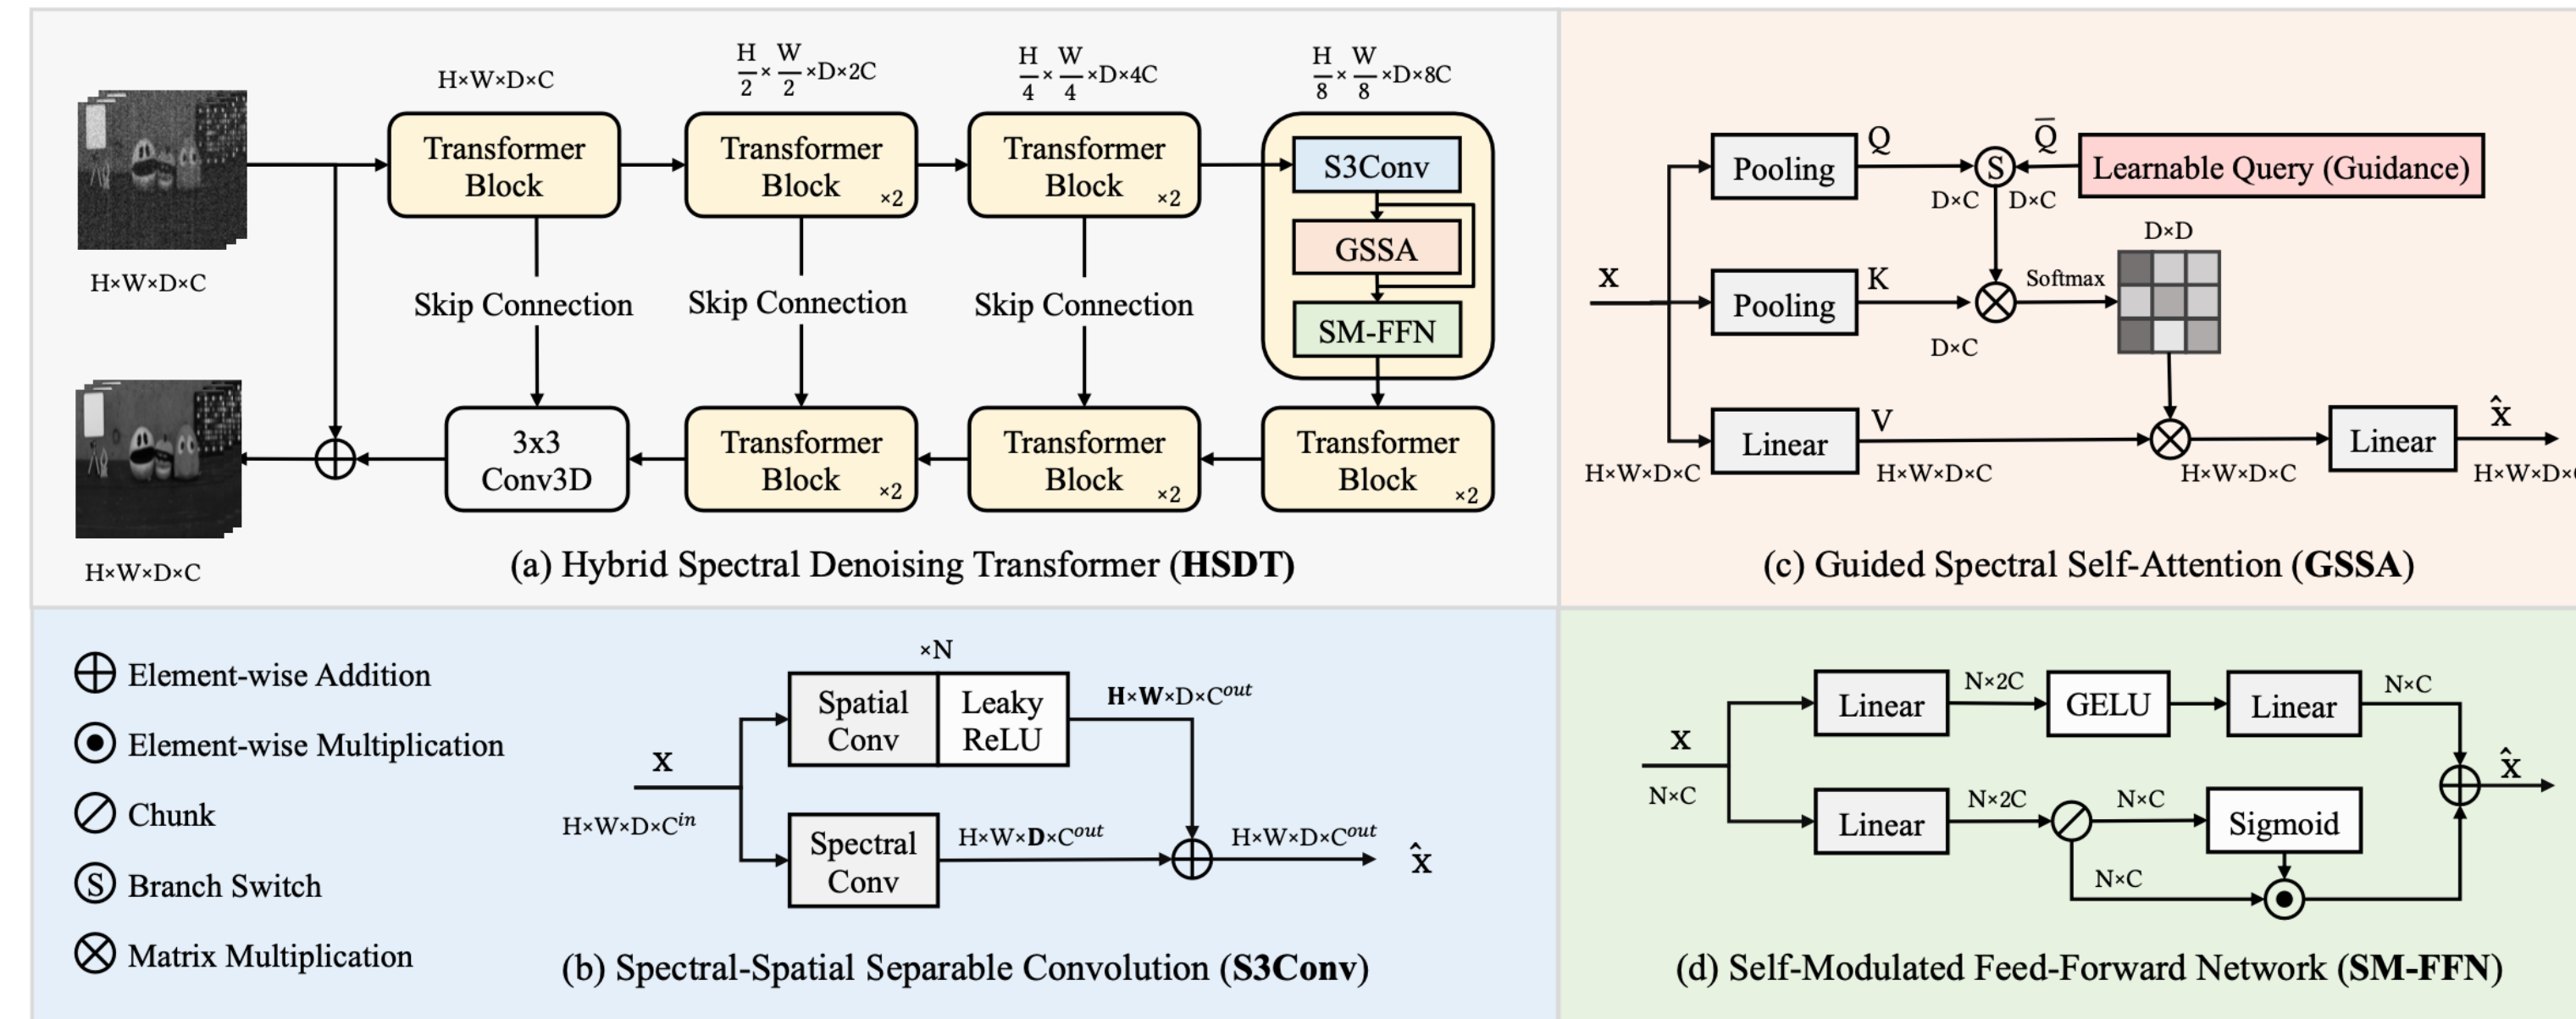 H×W×D×C
H/2 × W/2 ×D×2C
H/4 × W/4 ×D×4C
H/8 × W/8 ×D×8C
Transformer
Block
Transformer
Block
×2
Transformer
Block
×2
S3Conv
GSSA
SM-FFN
H×W×D×C
Skip Connection
Skip Connection
Skip Connection
3x3
Conv3D
Transformer
Block
×2
Transformer
Block
×2
Transformer
Block
×2
H×W×D×C
(a) Hybrid Spectral Denoising Transformer (HSDT)
x
H×W×D×C
Pooling
Q
D×C
S
Q̄
D×C
Learnable Query (Guidance)
Pooling
K
D×C
Softmax
D×D
Linear
V
H×W×D×C
H×W×D×C
Linear
x̂
H×W×D×
(c) Guided Spectral Self-Attention (GSSA)
Element-wise Addition
Element-wise Multiplication
Chunk
S Branch Switch
Matrix Multiplication
x
H×W×D×Cⁱⁿ
×N
Spatial
Conv
Leaky
ReLU
H×W×D×Cᵒᵘᵗ
Spectral
Conv
H×W×D×Cᵒᵘᵗ
H×W×D×Cᵒᵘᵗ
x̂
(b) Spectral-Spatial Separable Convolution (S3Conv)
x
N×C
Linear
N×2C
GELU
Linear
N×C
Linear
N×2C
N×C
Sigmoid
N×C
x̂
(d) Self-Modulated Feed-Forward Network (SM-FFN)